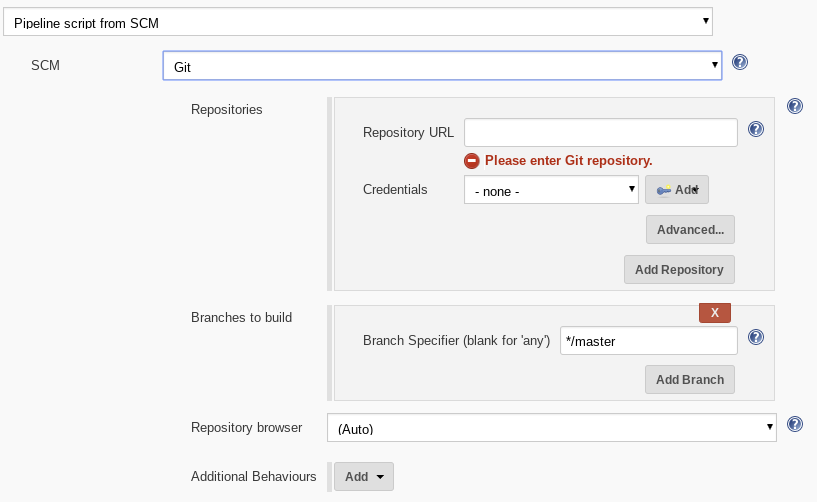 Pipeline script from SCM
SCM
Git
Repositories
Repository URL
Please enter Git repository.
Credentials
- none -
Add
Advanced...
Add Repository
Branches to build
X
Branch Specifier (blank for 'any')
*/master
Add Branch
Repository browser
(Auto)
Additional Behaviours
Add